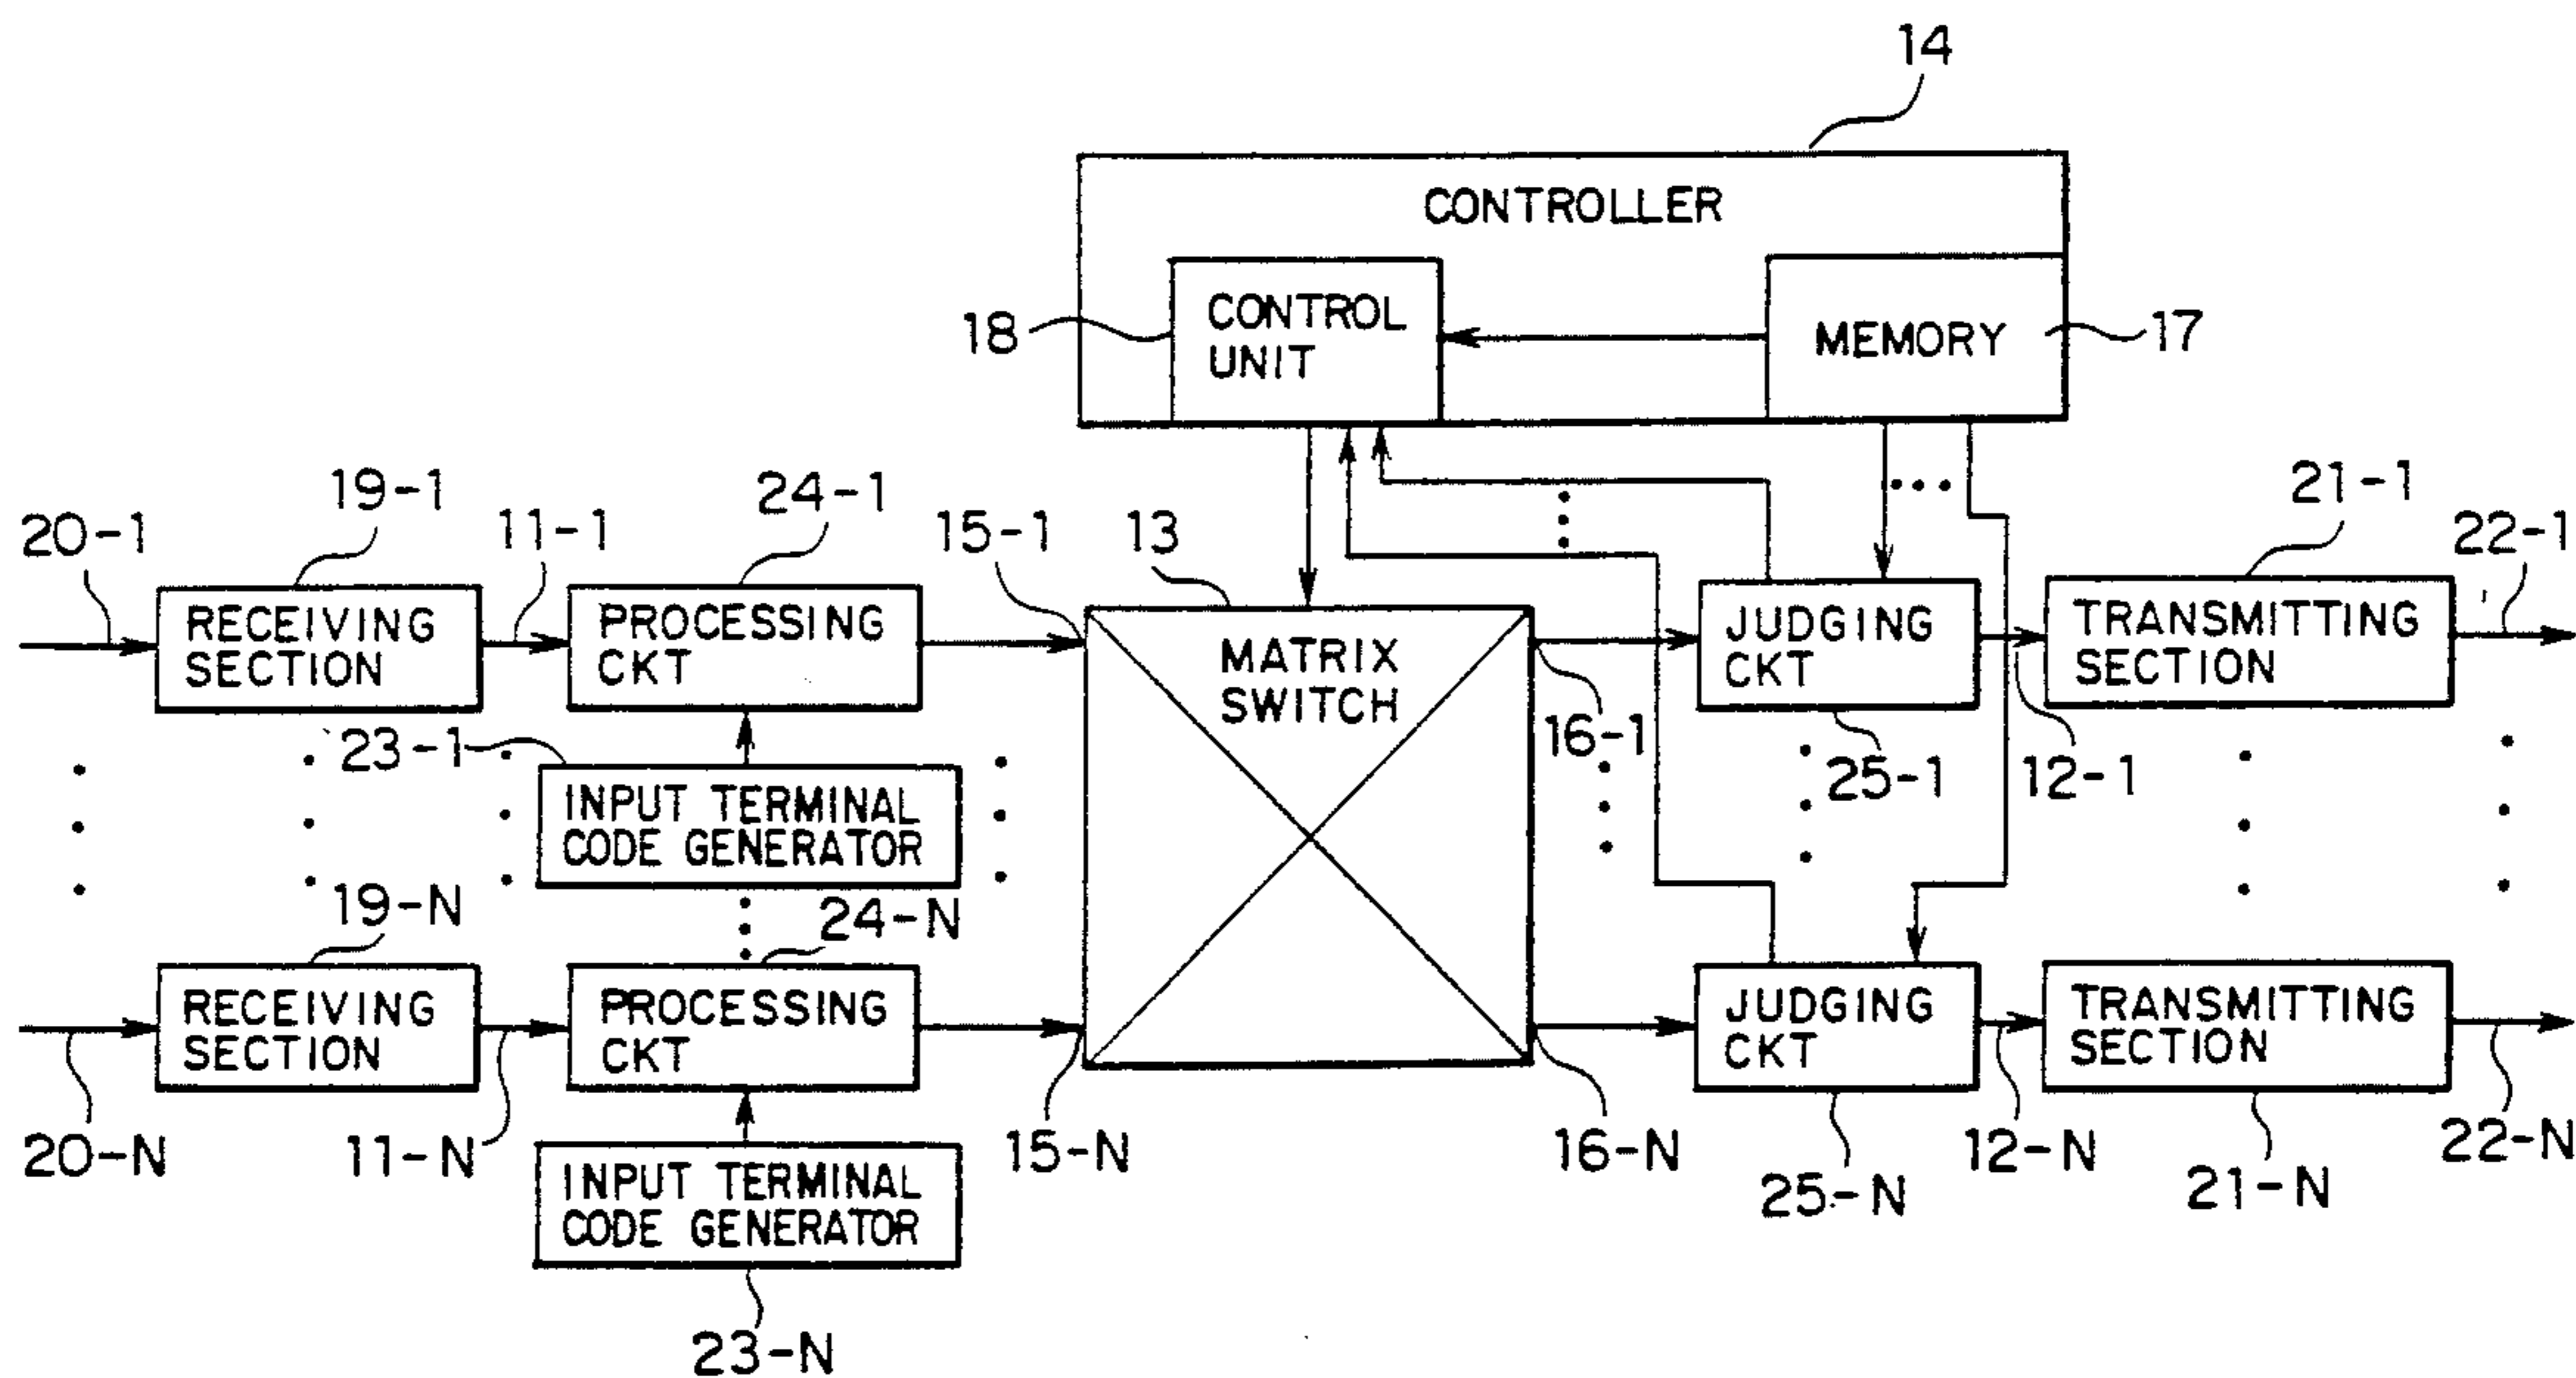 14
CONTROLLER
18
CONTROL
UNIT
MEMORY
17
20-1
19-1
11-1
24-1
15-1
13
21-1
22-1
RECEIVING
SECTION
PROCESSING
CKT
MATRIX
SWITCH
JUDGING
CKT
TRANSMITTING
SECTION
23-1
16-1
25-1
12-1
INPUT TERMINAL
CODE GENERATOR
19-N
24-N
RECEIVING
SECTION
PROCESSING
CKT
JUDGING
CKT
TRANSMITTING
SECTION
20-N
11-N
15-N
16-N
25-N
12-N
21-N
22-N
INPUT TERMINAL
CODE GENERATOR
23-N